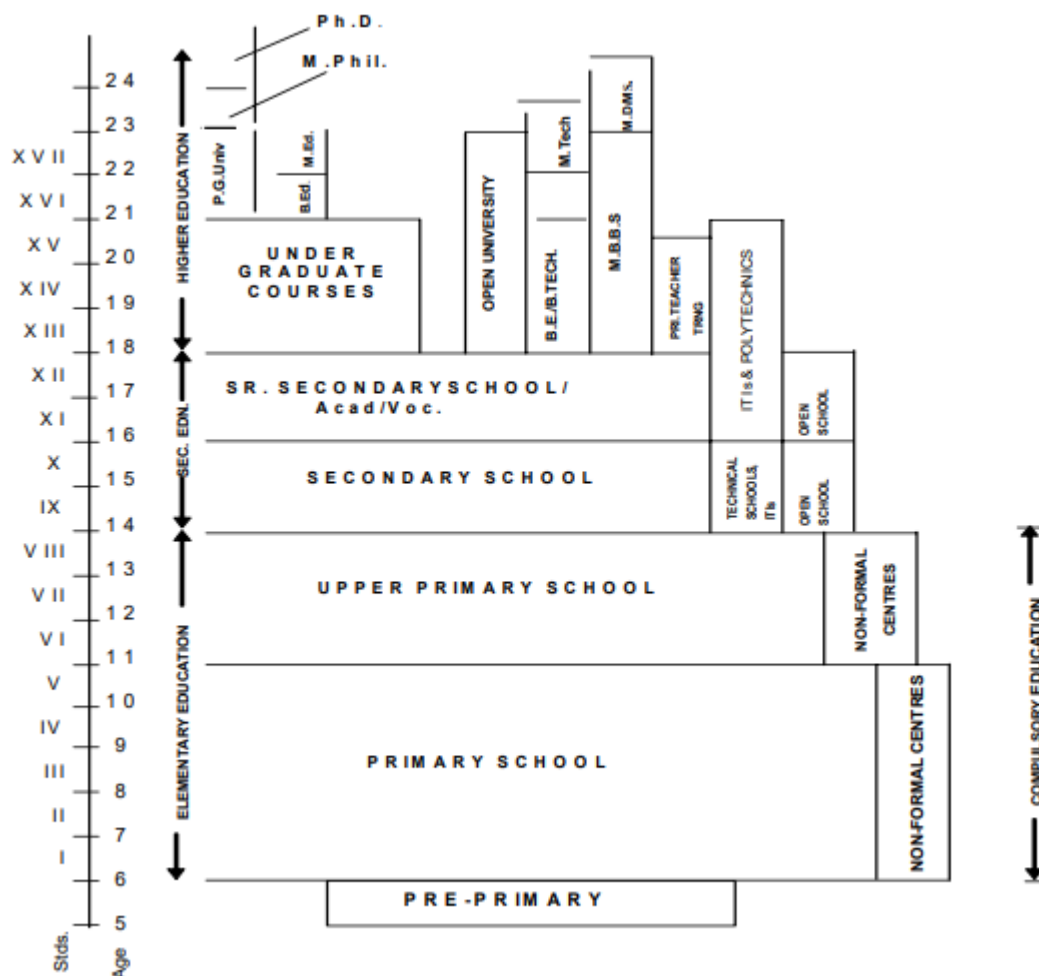 Ph.D.
M.Phil.
24
23
XVII
22
XVI
21
XV
20
XIV
19
XIII
18
XII
17
XI
16
X
15
IX
14
VIII
13
VII
12
VI
11
V
10
IV
9
III
8
II
7
I
6
5
Stds.
Age
HIGHER EDUCATION
SEC. EDN.
ELEMENTARY EDUCATION
P.G.Univ
M.Ed.
B.Ed.
UNDER
GRADUATE
COURSES
OPEN UNIVERSITY
M.Tech
B.E./B.TECH.
M.D/MS.
M.B.B.S
PRI.TEACHER
TRNG
ITIs & POLYTECHNICS
SR. SECONDARY SCHOOL/
Acad/Voc.
OPEN
SCHOOL
SECONDARY SCHOOL
TECHNICAL
SCHOOLS,
ITIs
OPEN
SCHOOL
UPPER PRIMARY SCHOOL
NON-FORMAL
CENTRES
PRIMARY SCHOOL
NON-FORMAL CENTRES
PRE-PRIMARY
COMPULSORY EDUCATION